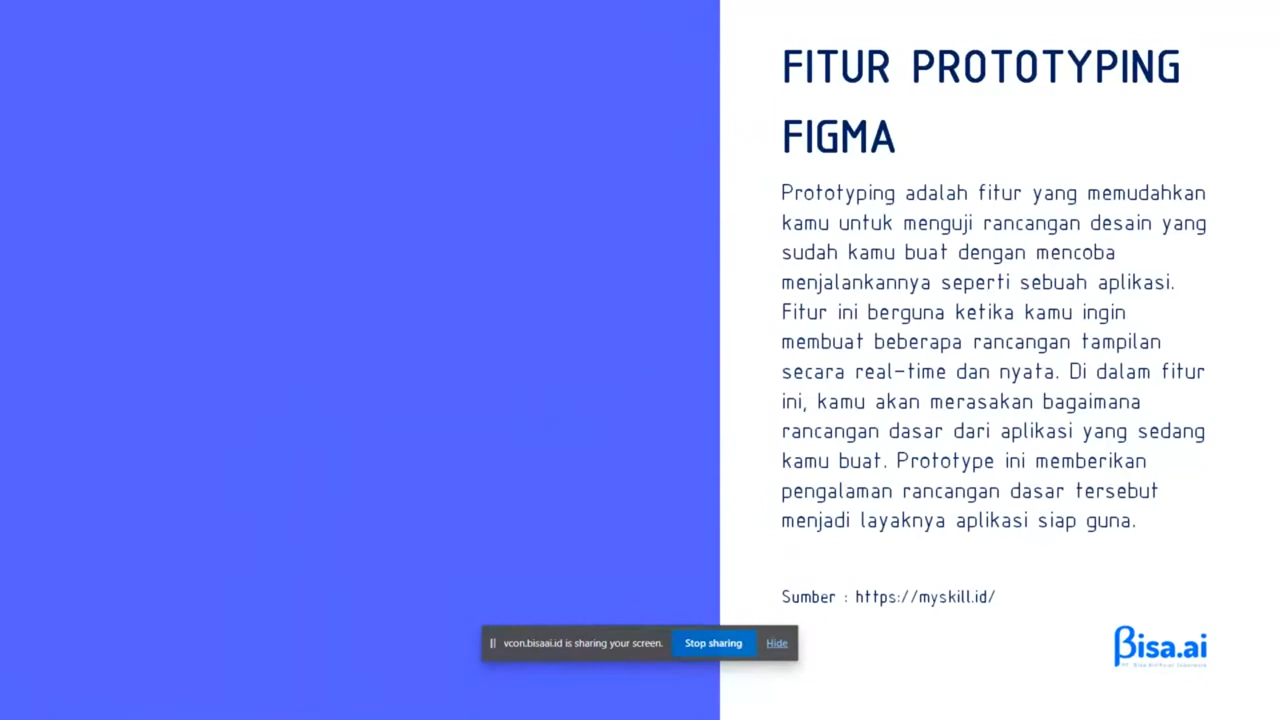 FITUR PROTOTYPING
FIGMA
Prototyping adalah fitur yang memudahkan
kamu untuk menguji rancangan desain yang
sudah kamu buat dengan mencoba
menjalankannya seperti sebuah aplikasi.
Fitur ini berguna ketika kamu ingin
membuat beberapa rancangan tampilan
secara real-time dan nyata. Di dalam fitur
ini, kamu akan merasakan bagaimana
rancangan dasar dari aplikasi yang sedang
kamu buat. Prototype ini memberikan
pengalaman rancangan dasar tersebut
menjadi layaknya aplikasi siap guna.
Sumber : https://myskill.id/
vcon.bisaai.id is sharing your screen. Stop sharing Hide
Bisa.ai